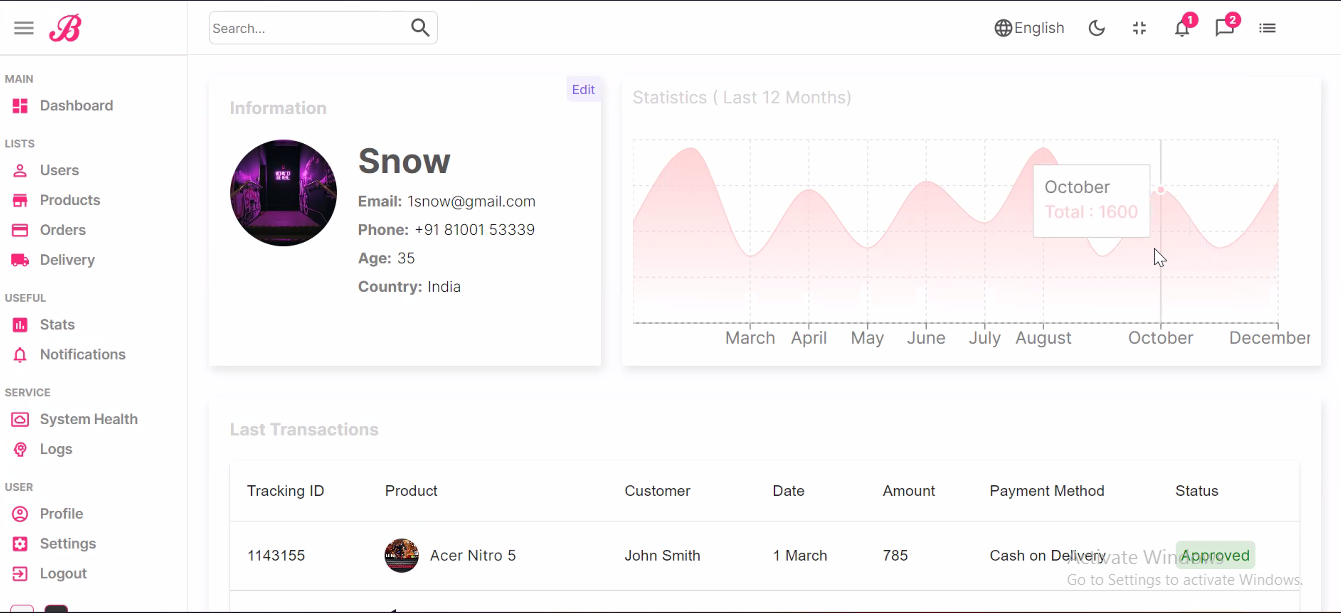 B
Search...
English
1
2
MAIN
Dashboard
LISTS
Users
Products
Orders
Delivery
USEFUL
Stats
Notifications
SERVICE
System Health
Logs
USER
Profile
Settings
Logout
Edit
Information
Snow
Email: 1snow@gmail.com
Phone: +91 81001 53339
Age: 35
Country: India
Statistics ( Last 12 Months)
October
Total : 1600
March April May June July August October December
Last Transactions
Tracking ID Product Customer Date Amount Payment Method Status
1143155 Acer Nitro 5 John Smith 1 March 785 Cash on Delivery Approved
Activate Windows
Go to Settings to activate Windows.